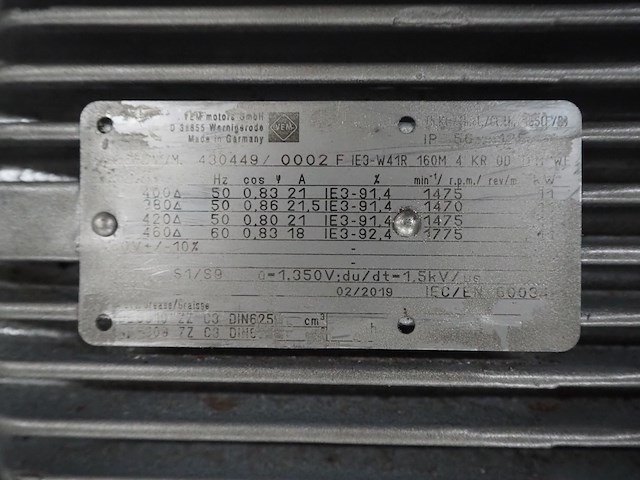 VEM motors GmbH
D 38855 Wernigerode
Made in Germany
VEM
IP
430449/ 0002 F IE3-W41R 160M 4 KR
Hz cos φ A % min⁻¹/ r.p.m./ rev/m kW
400Δ 50 0.83 21 IE3-91,4 1475 11
380Δ 50 0.86 21,5 IE3-91.4 1470
420Δ 50 0.80 21 IE3-91.4 1475
460Δ 60 0,83 18 IE3-92,4 1775
V+/-10% -
-
S1/S9 Û=1.350V;du/dt=1,5kV/µs
02/2019 IEC/EN 60034
/Graisse
ZZ C3 DIN625 cm³
ZZ C3 h